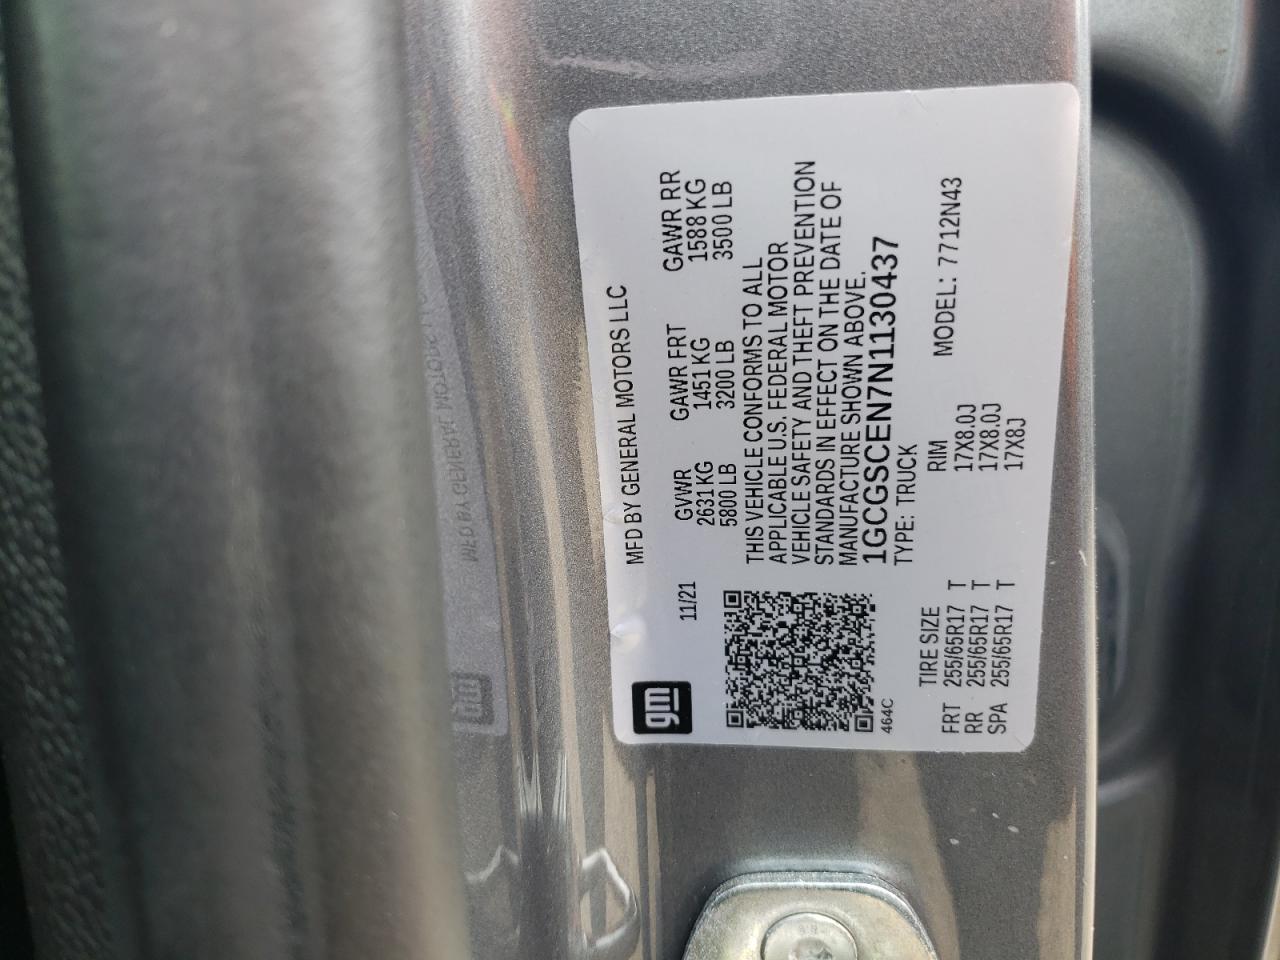 gm
MFD BY GENERAL MOTORS LLC
11/21
GVWR GAWR FRT GAWR RR
2631 KG 1451 KG 1588 KG
5800 LB 3200 LB 3500 LB
THIS VEHICLE CONFORMS TO ALL
APPLICABLE U.S. FEDERAL MOTOR
VEHICLE SAFETY AND THEFT PREVENTION
STANDARDS IN EFFECT ON THE DATE OF
MANUFACTURE SHOWN ABOVE.
1GCGSCEN7N1130437
464C
TYPE: TRUCK
TIRE SIZE RIM MODEL: 7712N43
FRT 255/65R17 T 17X8.0J
RR 255/65R17 T 17X8.0J
SPA 255/65R17 T 17X8J